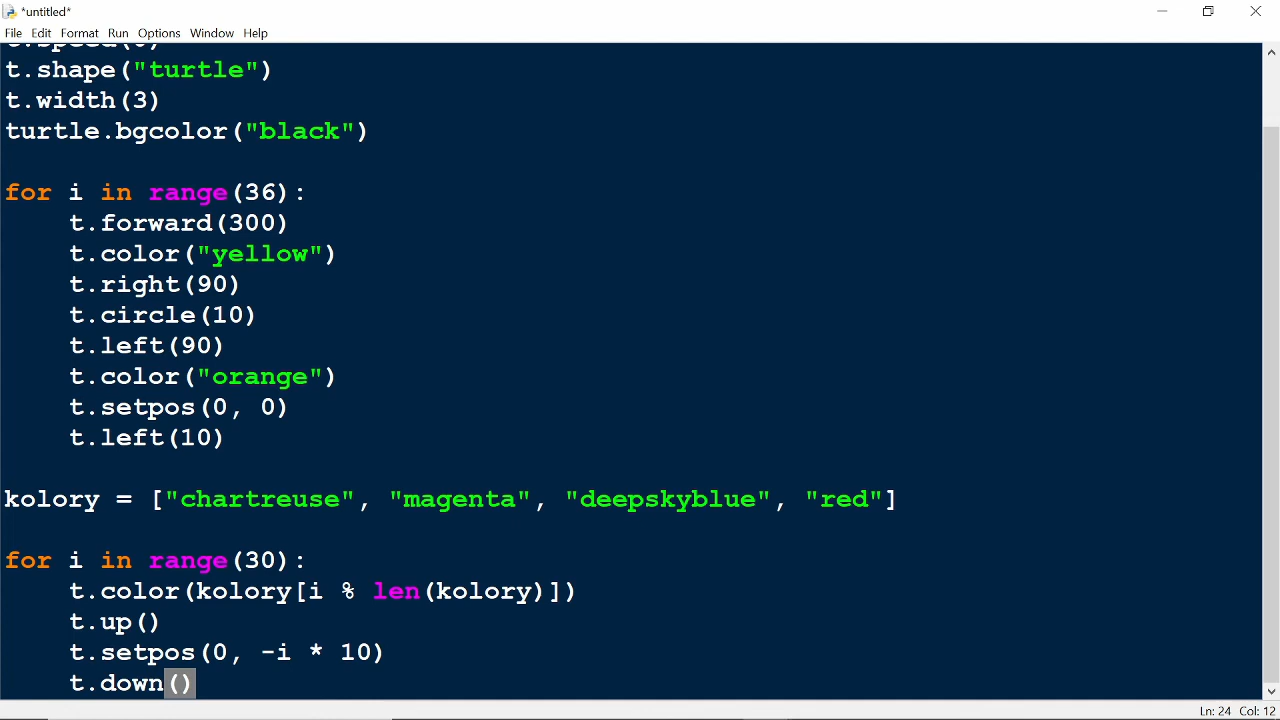 *untitled*
File Edit Format Run Options Window Help
t.speed(0)
t.shape("turtle")
t.width(3)
turtle.bgcolor("black")
for i in range(36):
t.forward(300)
t.color("yellow")
t.right(90)
t.circle(10)
t.left(90)
t.color("orange")
t.setpos(0, 0)
t.left(10)
kolory = ["chartreuse", "magenta", "deepskyblue", "red"]
for i in range(30):
t.color(kolory[i % len(kolory)])
t.up()
t.setpos(0, -i * 10)
t.down()
Ln: 24 Col: 12